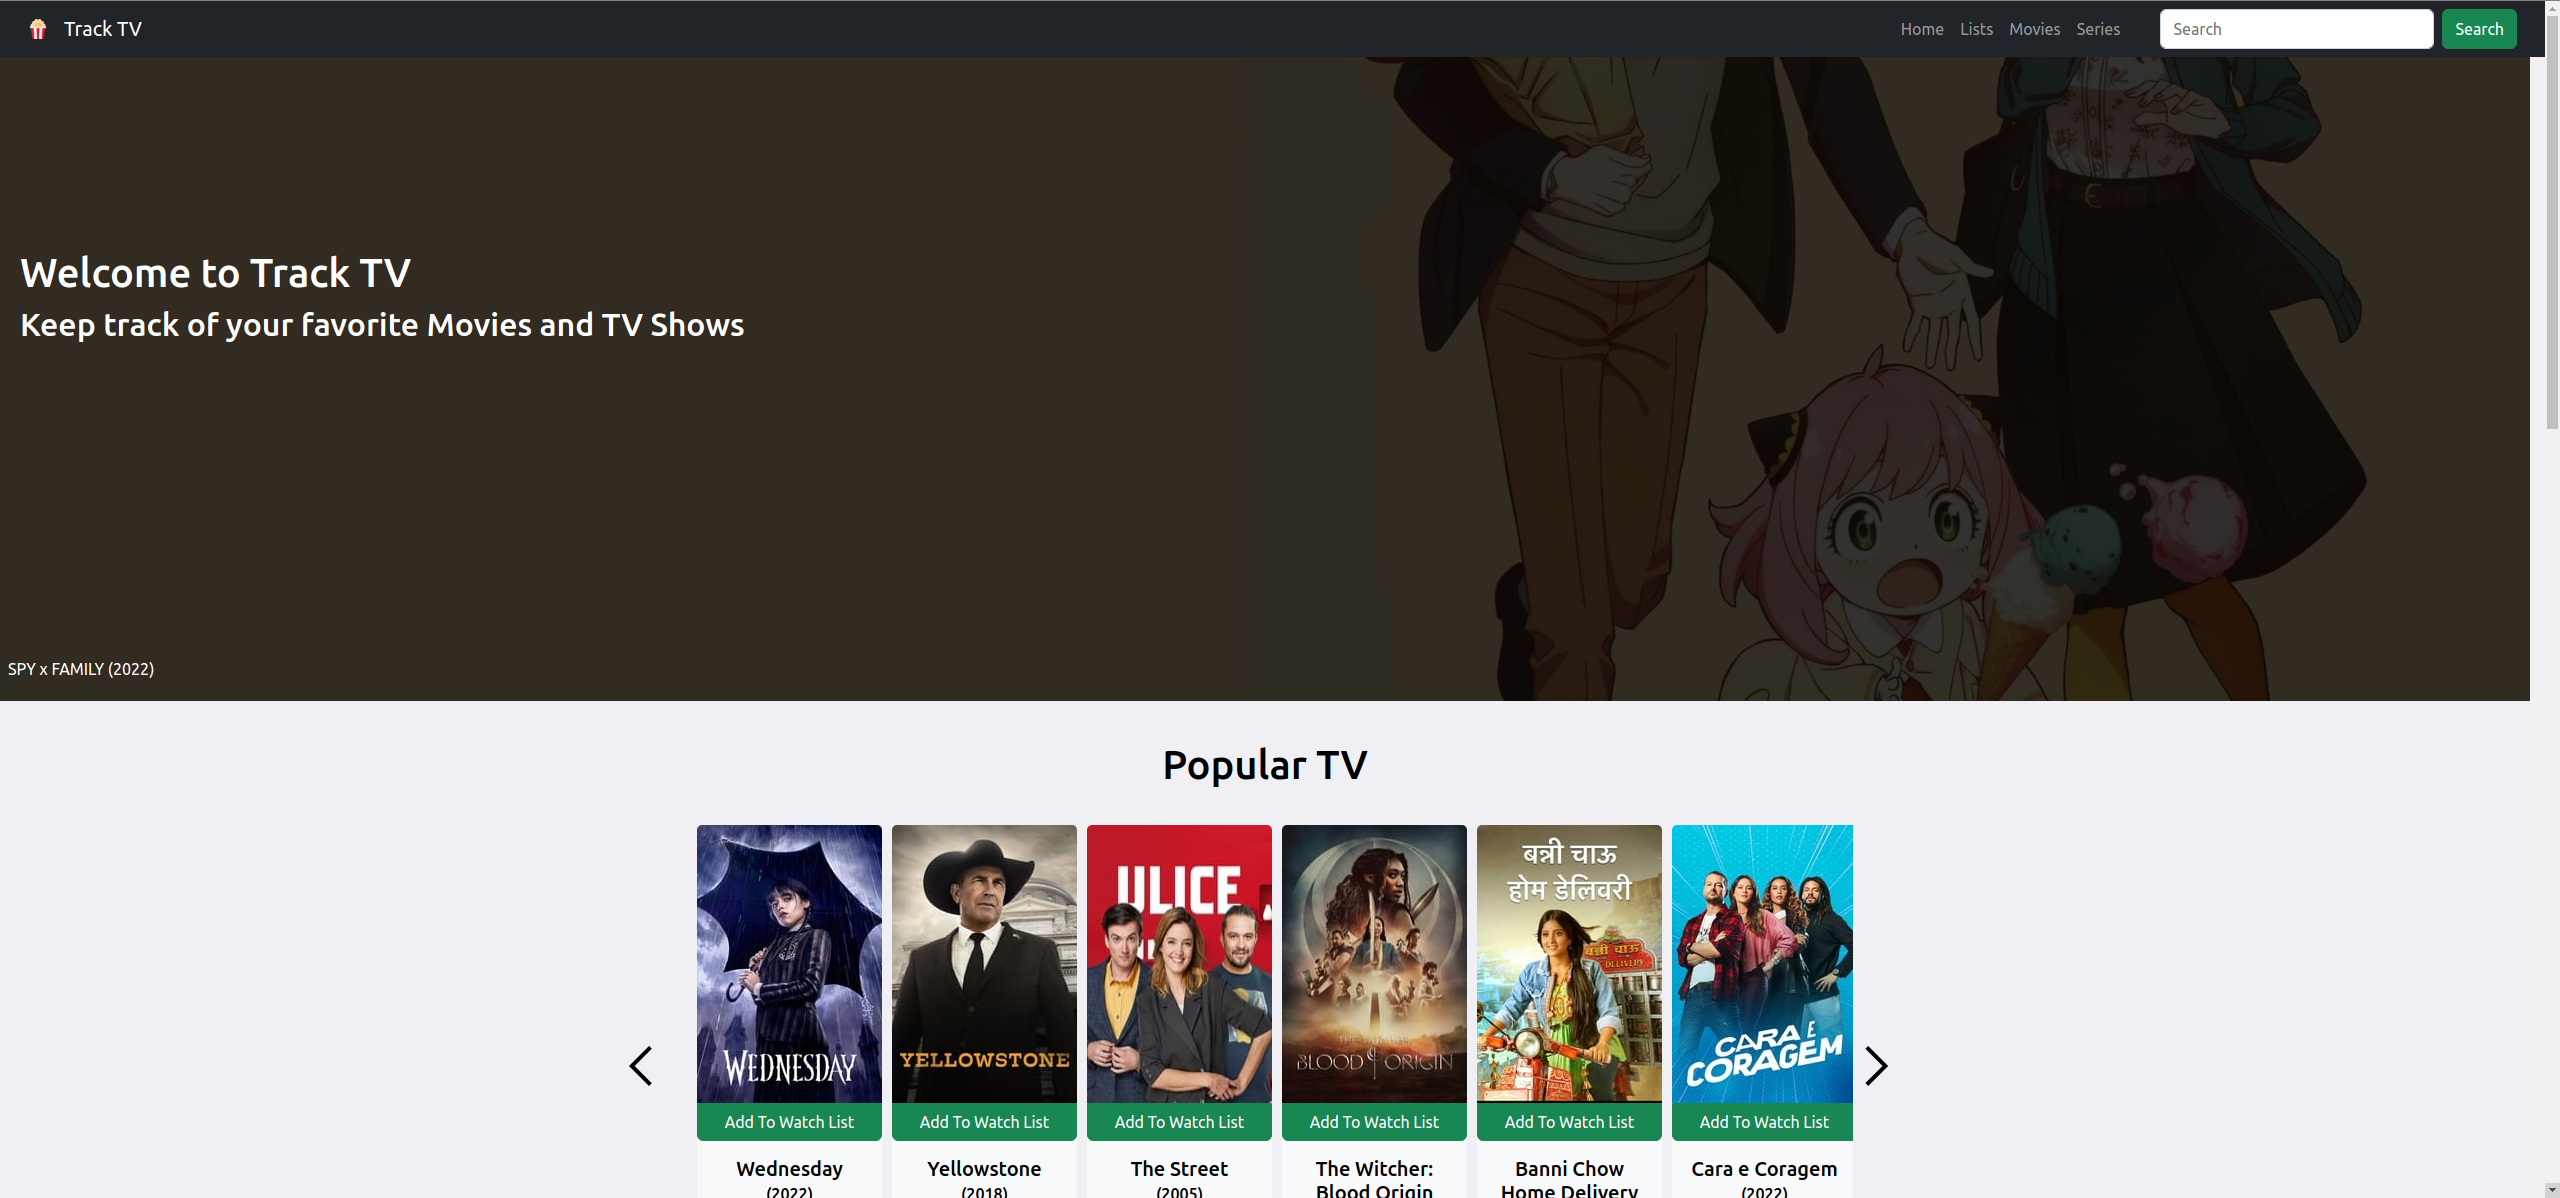 Track TV
Home Lists Movies Series Search Search
Welcome to Track TV
Keep track of your favorite Movies and TV Shows
SPY x FAMILY (2022)
Popular TV
WEDNESDAY
YELLOWSTONE
ULICE
THE WITCHER
BLOOD ORIGIN
बन्नी चाऊ
होम डेलिवरी
बन्नी चाऊ
DELIVERY
CARA E
CORAGEM
Add To Watch List Add To Watch List Add To Watch List Add To Watch List Add To Watch List Add To Watch List
Wednesday
(2022)
Yellowstone
(2018)
The Street
(2005)
The Witcher:
Blood Origin
Banni Chow
Home Delivery
Cara e Coragem
(2022)